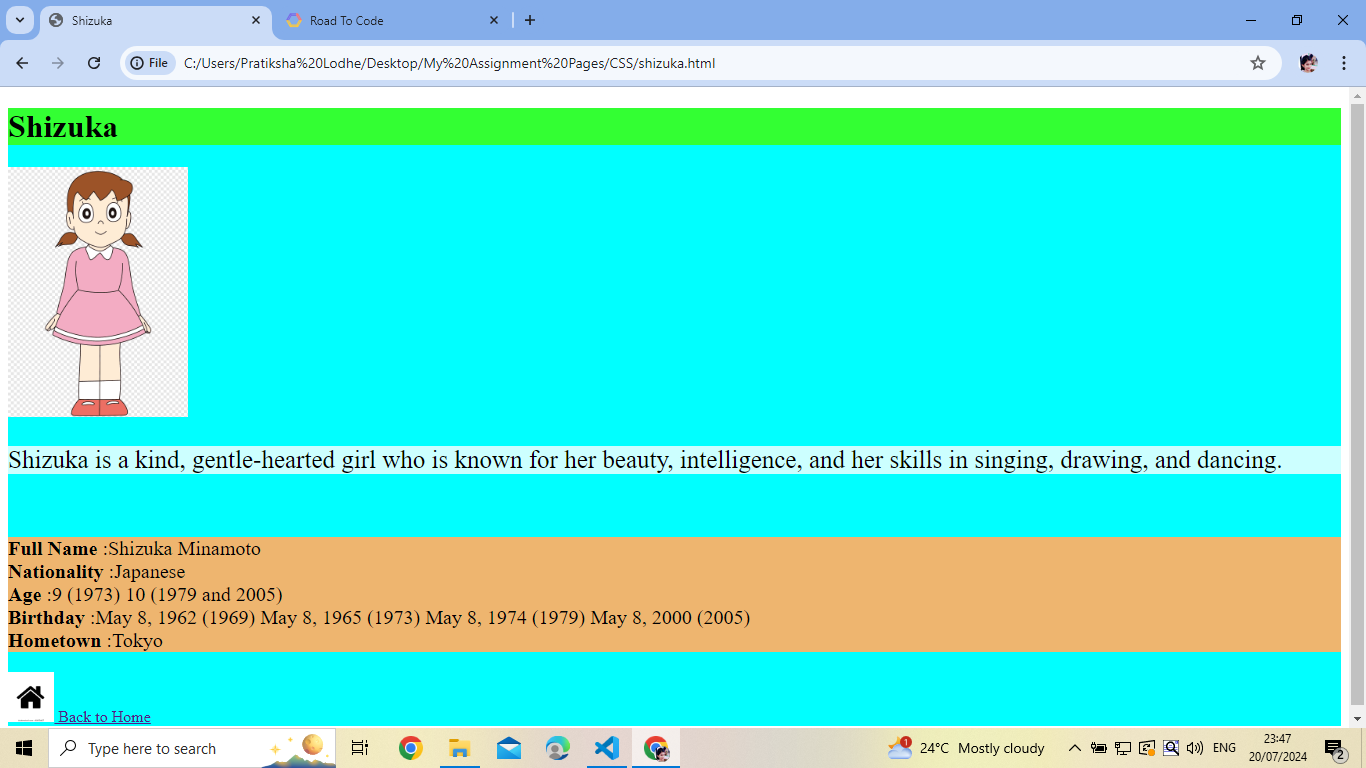 Shizuka
Road To Code
File
C:/Users/Pratiksha%20Lodhe/Desktop/My%20Assignment%20Pages/CSS/shizuka.html
Shizuka
Shizuka is a kind, gentle-hearted girl who is known for her beauty, intelligence, and her skills in singing, drawing, and dancing.
Full Name :Shizuka Minamoto
Nationality :Japanese
Age :9 (1973) 10 (1979 and 2005)
Birthday :May 8, 1962 (1969) May 8, 1965 (1973) May 8, 1974 (1979) May 8, 2000 (2005)
Hometown :Tokyo
Back to Home
Type here to search
1
24°C Mostly cloudy
ENG
23:47
20/07/2024
2